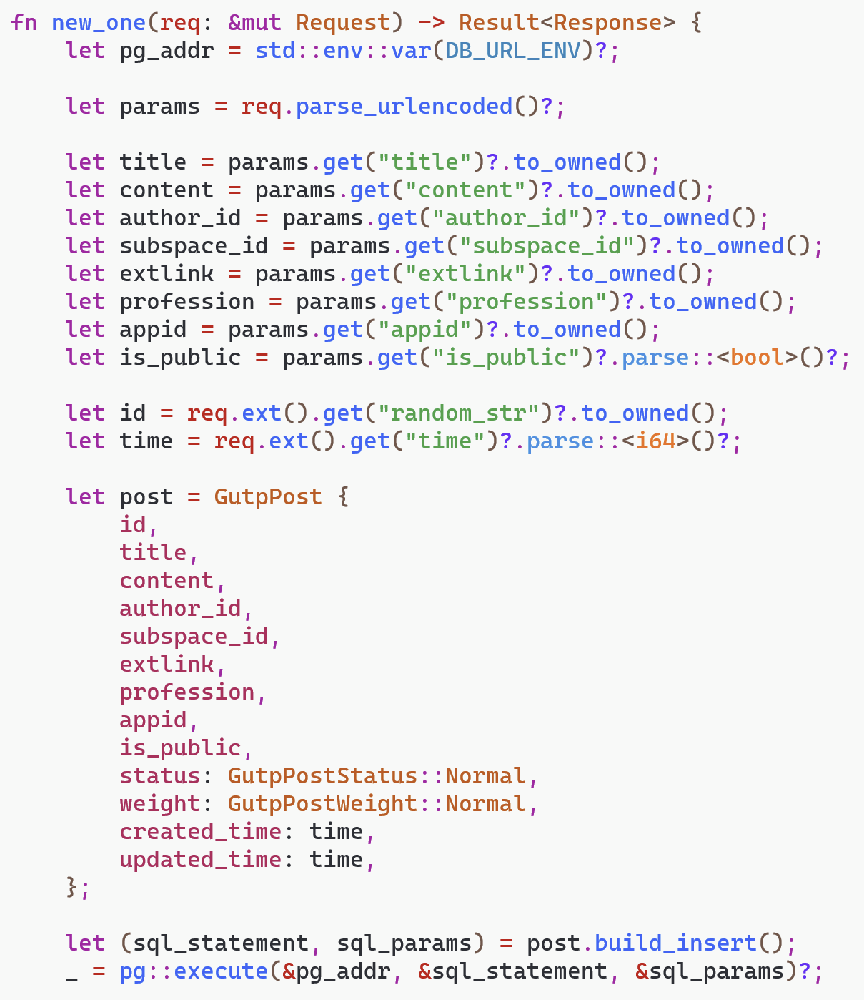 fn new_one(req: &mut Request) -> Result<Response> {
    let pg_addr = std::env::var(DB_URL_ENV)?;

    let params = req.parse_urlencoded()?;

    let title = params.get("title")?.to_owned();
    let content = params.get("content")?.to_owned();
    let author_id = params.get("author_id")?.to_owned();
    let subspace_id = params.get("subspace_id")?.to_owned();
    let extlink = params.get("extlink")?.to_owned();
    let profession = params.get("profession")?.to_owned();
    let appid = params.get("appid")?.to_owned();
    let is_public = params.get("is_public")?.parse::<bool>()?;

    let id = req.ext().get("random_str")?.to_owned();
    let time = req.ext().get("time")?.parse::<i64>()?;

    let post = GutpPost {
        id,
        title,
        content,
        author_id,
        subspace_id,
        extlink,
        profession,
        appid,
        is_public,
        status: GutpPostStatus::Normal,
        weight: GutpPostWeight::Normal,
        created_time: time,
        updated_time: time,
    };

    let (sql_statement, sql_params) = post.build_insert();
    _ = pg::execute(&pg_addr, &sql_statement, &sql_params)?;